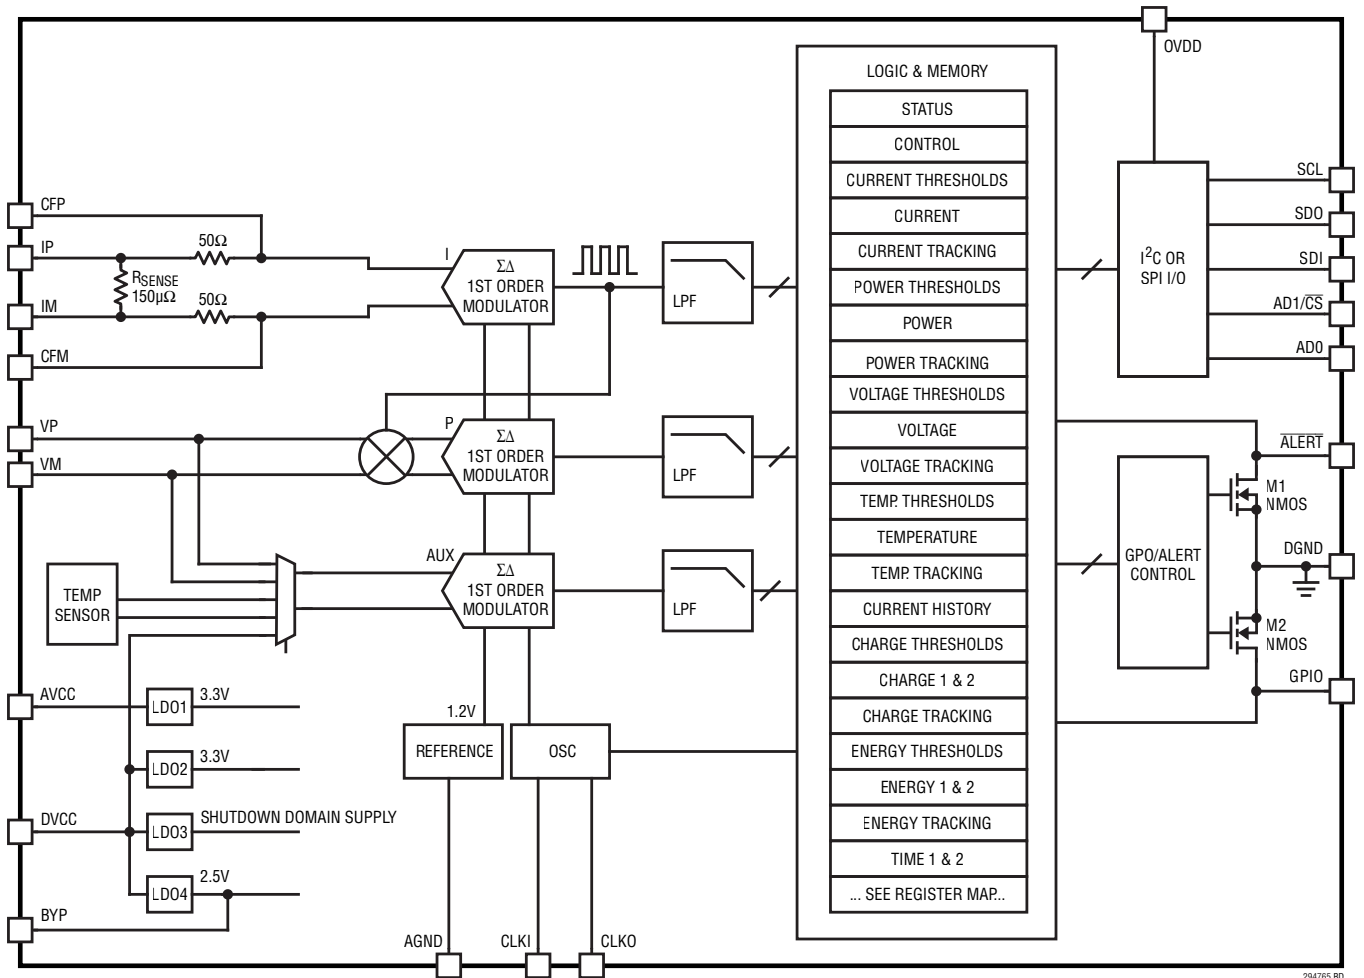 OVDD
LOGIC & MEMORY
STATUS
CONTROL
CURRENT THRESHOLDS
CURRENT
CURRENT TRACKING
POWER THRESHOLDS
POWER
POWER TRACKING
VOLTAGE THRESHOLDS
VOLTAGE
VOLTAGE TRACKING
TEMP. THRESHOLDS
TEMPERATURE
TEMP. TRACKING
CURRENT HISTORY
CHARGE THRESHOLDS
CHARGE 1 & 2
CHARGE TRACKING
ENERGY THRESHOLDS
ENERGY 1 & 2
ENERGY TRACKING
TIME 1 & 2
... SEE REGISTER MAP...
CFP
IP
50Ω
RSENSE
150µΩ
IM
50Ω
CFM
I
ΣΔ
1ST ORDER
MODULATOR
LPF
VP
VM
P
ΣΔ
1ST ORDER
MODULATOR
LPF
TEMP
SENSOR
AUX
ΣΔ
1ST ORDER
MODULATOR
LPF
AVCC
LDO1
3.3V
LDO2
3.3V
DVCC
LDO3
SHUTDOWN DOMAIN SUPPLY
LDO4
2.5V
BYP
1.2V
REFERENCE
OSC
AGND
CLKI
CLKO
I²C OR
SPI I/O
SCL
SDO
SDI
AD1/CS
AD0
ALERT
M1
NMOS
GPO/ALERT
CONTROL
DGND
M2
NMOS
GPIO
294765 BD